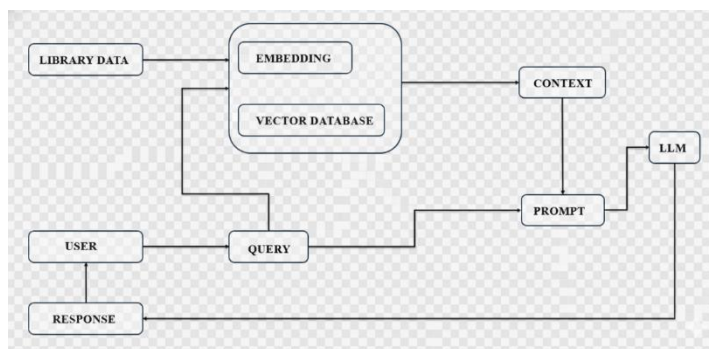 LIBRARY DATA
EMBEDDING
VECTOR DATABASE
CONTEXT
LLM
PROMPT
USER
QUERY
RESPONSE